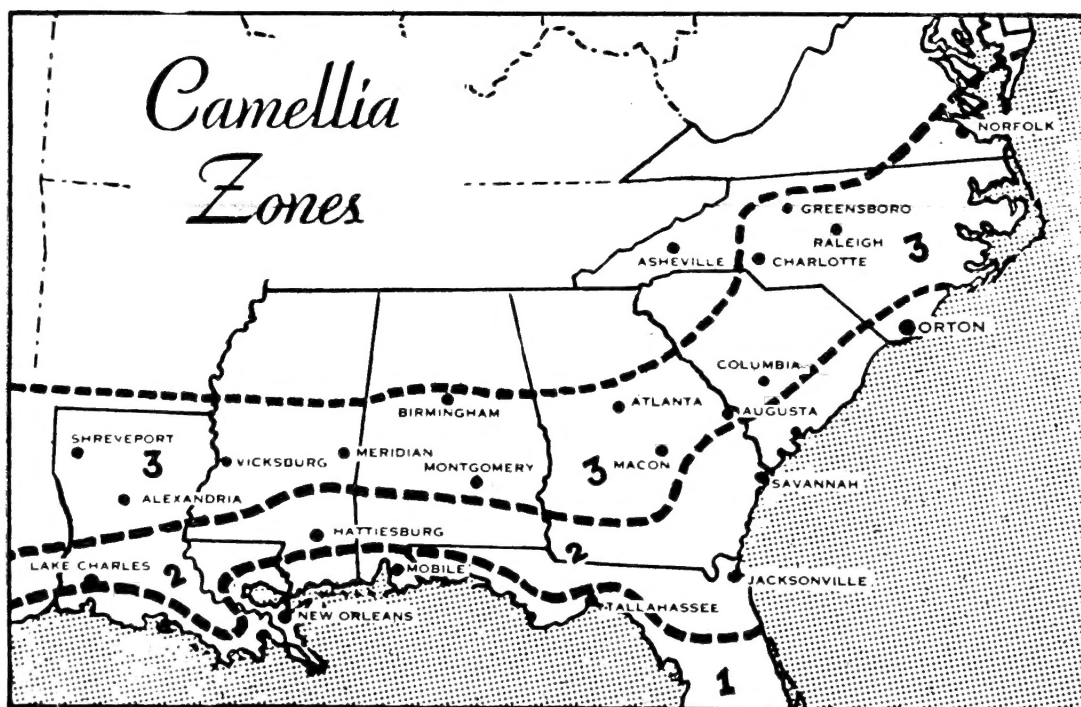 Camellia
Zones
NORFOLK
GREENSBORO
RALEIGH
3
ASHEVILLE
CHARLOTTE
ORTON
COLUMBIA
ATLANTA
AUGUSTA
BIRMINGHAM
SHREVEPORT
3
VICKSBURG
MERIDIAN
MONTGOMERY
3
MACON
SAVANNAH
ALEXANDRIA
HATTIESBURG
2
LAKE CHARLES
2
MOBILE
JACKSONVILLE
NEW ORLEANS
TALLAHASSEE
1